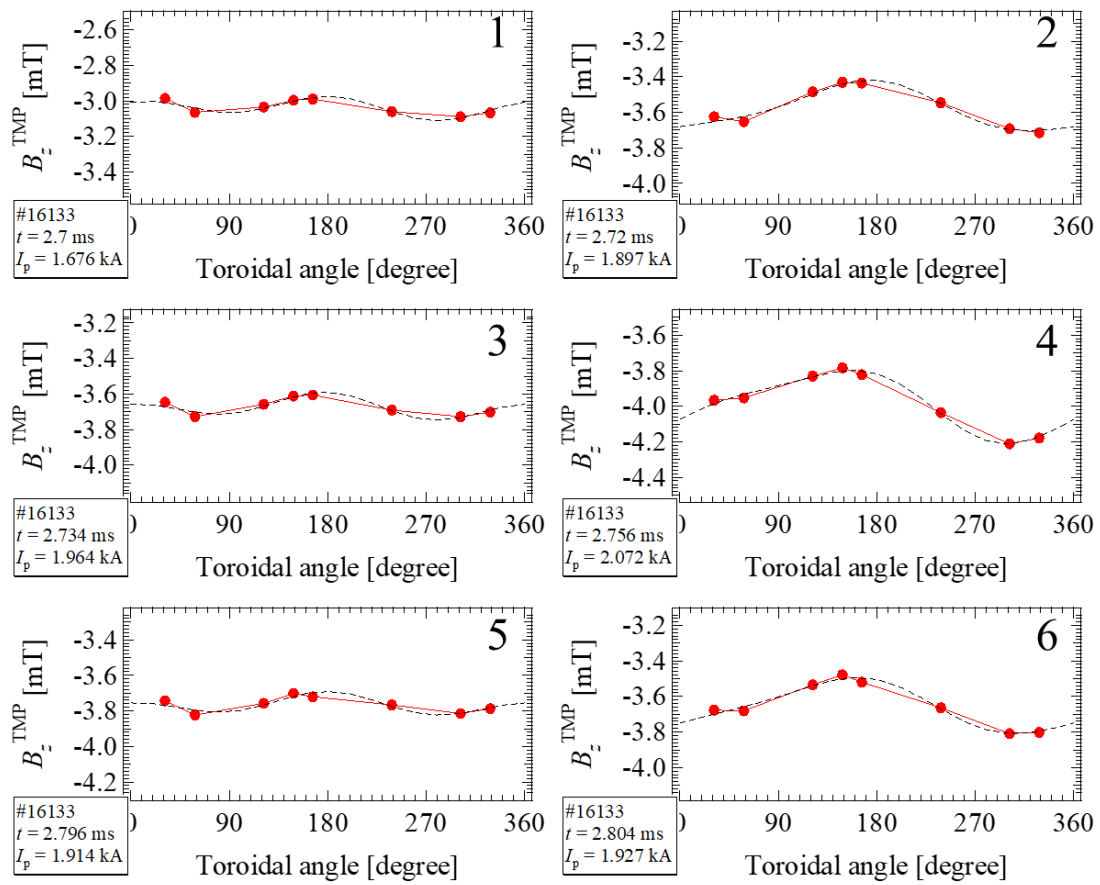 1
-2.6
-2.8
-3.0
-3.2
-3.4
B_z^TMP [mT]
0 90 180 270 360
Toroidal angle [degree]
#16133
t = 2.7 ms
I_p = 1.676 kA
2
-3.2
-3.4
-3.6
-3.8
-4.0
B_z^TMP [mT]
0 90 180 270 360
Toroidal angle [degree]
#16133
t = 2.72 ms
I_p = 1.897 kA
3
-3.2
-3.4
-3.6
-3.8
-4.0
B_z^TMP [mT]
0 90 180 270 360
Toroidal angle [degree]
#16133
t = 2.734 ms
I_p = 1.964 kA
4
-3.6
-3.8
-4.0
-4.2
-4.4
B_z^TMP [mT]
0 90 180 270 360
Toroidal angle [degree]
#16133
t = 2.756 ms
I_p = 2.072 kA
5
-3.4
-3.6
-3.8
-4.0
-4.2
B_z^TMP [mT]
0 90 180 270 360
Toroidal angle [degree]
#16133
t = 2.796 ms
I_p = 1.914 kA
6
-3.2
-3.4
-3.6
-3.8
-4.0
B_z^TMP [mT]
0 90 180 270 360
Toroidal angle [degree]
#16133
t = 2.804 ms
I_p = 1.927 kA